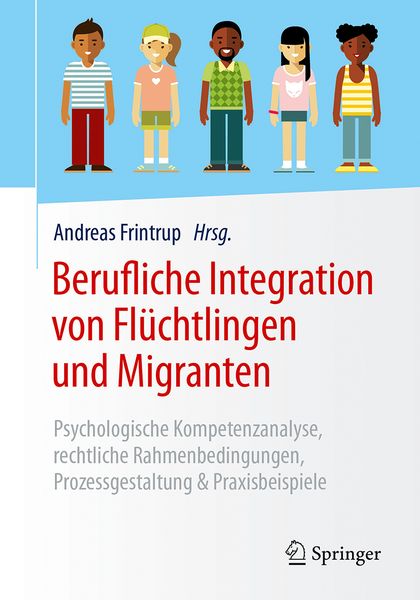 Andreas Frintrup Hrsg.
Berufliche Integration
von Flüchtlingen
und Migranten
Psychologische Kompetenzanalyse,
rechtliche Rahmenbedingungen,
Prozessgestaltung & Praxisbeispiele
Springer